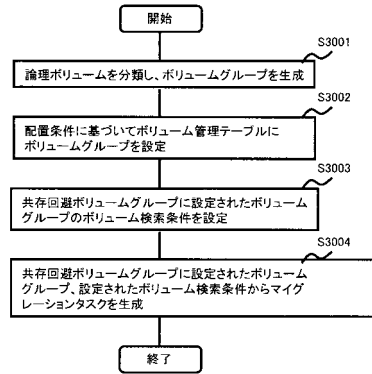 開始
S3001
論理ボリュームを分類し、ボリュームグループを生成
S3002
配置条件に基づいてボリューム管理テーブルに
ボリュームグループを設定
S3003
共存回避ボリュームグループに設定されたボリューム
グループのボリューム検索条件を設定
S3004
共存回避ボリュームグループに設定されたボリューム
グループ、設定されたボリューム検索条件からマイグ
レーションタスクを生成
終了